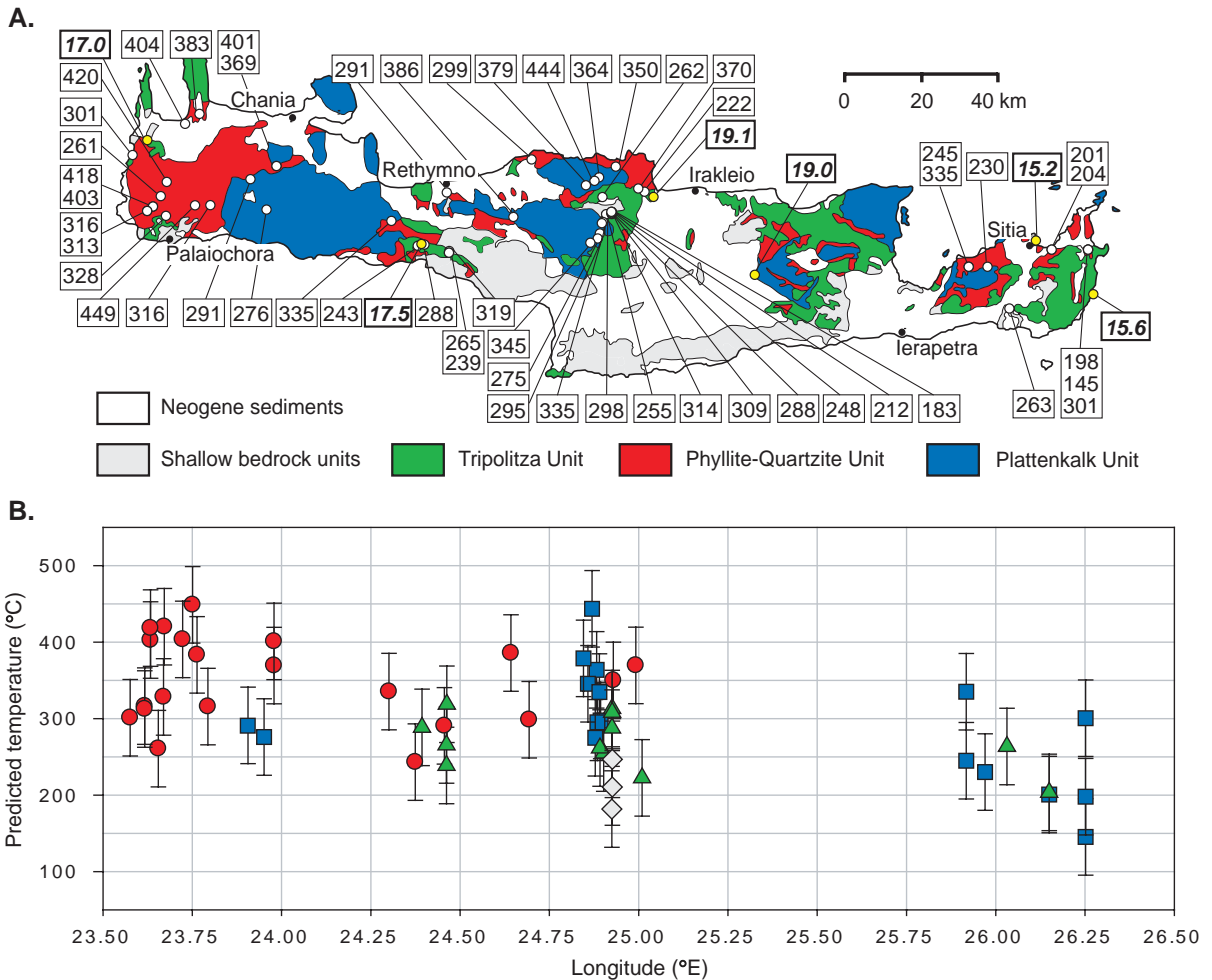 A.
17.0 404 383 401 369 291 386 299 379 444 364 350 262 370
420 222
301 Chania 0 20 40 km
261 Rethymno 19.1
418 403 Irakleio 19.0 245 335 230 15.2 201 204
316 313 Sitia
328 Palaiochora
449 316 291 276 335 243 17.5 288 319
265 239 345 15.6
275 Ierapetra
295 335 298 255 314 309 288 248 212 183 263 198 145 301
Neogene sediments
Shallow bedrock units Tripolitza Unit Phyllite-Quartzite Unit Plattenkalk Unit
B.
Predicted temperature (°C)
500
400
300
200
100
23.50 23.75 24.00 24.25 24.50 24.75 25.00 25.25 25.50 25.75 26.00 26.25 26.50
Longitude (°E)